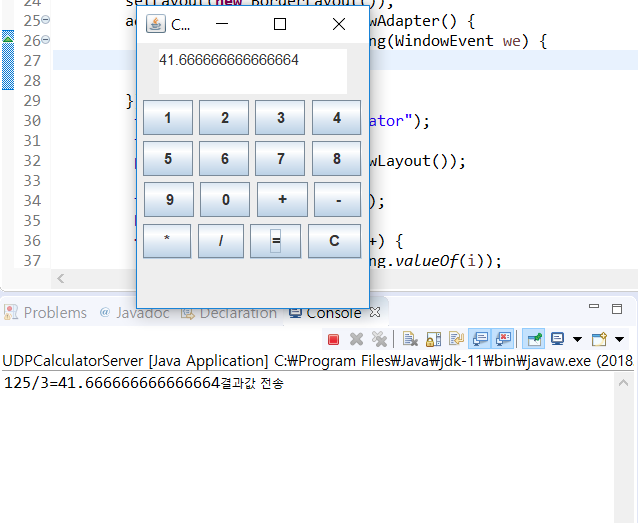 24 setLayout(new BorderLayout());
25 ad wAdapter() {
26 ng(WindowEvent we) {
27
28
29 }
30 ator");
31
32 wLayout());
33
34 );
35
36 +) {
37 ng.valueOf(i));
C...
41.666666666666664
1 2 3 4
5 6 7 8
9 0 + -
* / = C
Problems @ Javadoc Declaration Console
UDPCalculatorServer [Java Application] C:₩Program Files₩Java₩jdk-11₩bin₩javaw.exe (2018
125/3=41.666666666666664결과값 전송